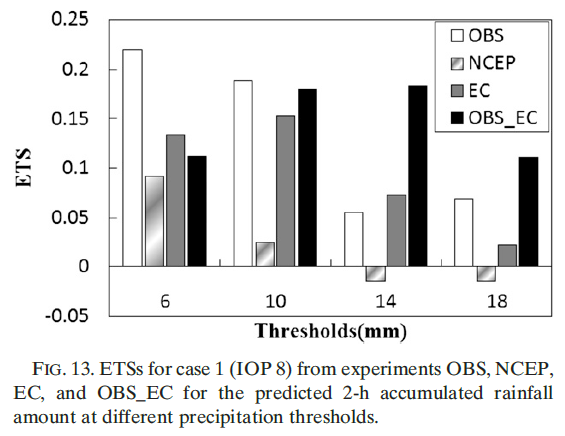 0.25
0.2
0.15
0.1
0.05
0
-0.05
ETS
OBS
NCEP
EC
OBS_EC
6 10 14 18
Thresholds(mm)
FIG. 13. ETSs for case 1 (IOP 8) from experiments OBS, NCEP,
EC, and OBS_EC for the predicted 2-h accumulated rainfall
amount at different precipitation thresholds.